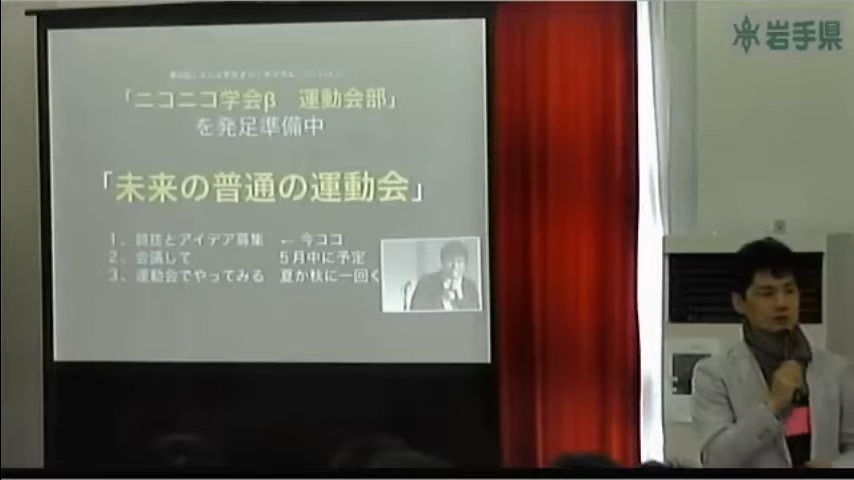 岩手県
「ニコニコ学会β 運動会部」
を発足準備中
「未来の普通の運動会」
1、競技とアイデア募集 ← 今ココ
2、会議して 5月中に予定
3、運動会でやってみる 夏か秋に一回く